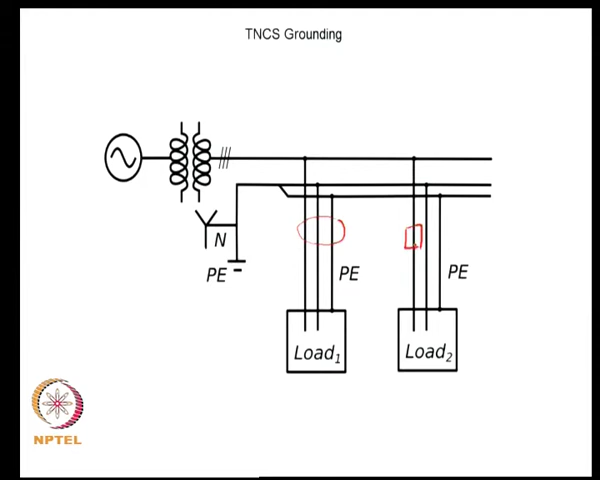 TNCS Grounding
N
PE
PE
PE
Load1
Load2
NPTEL